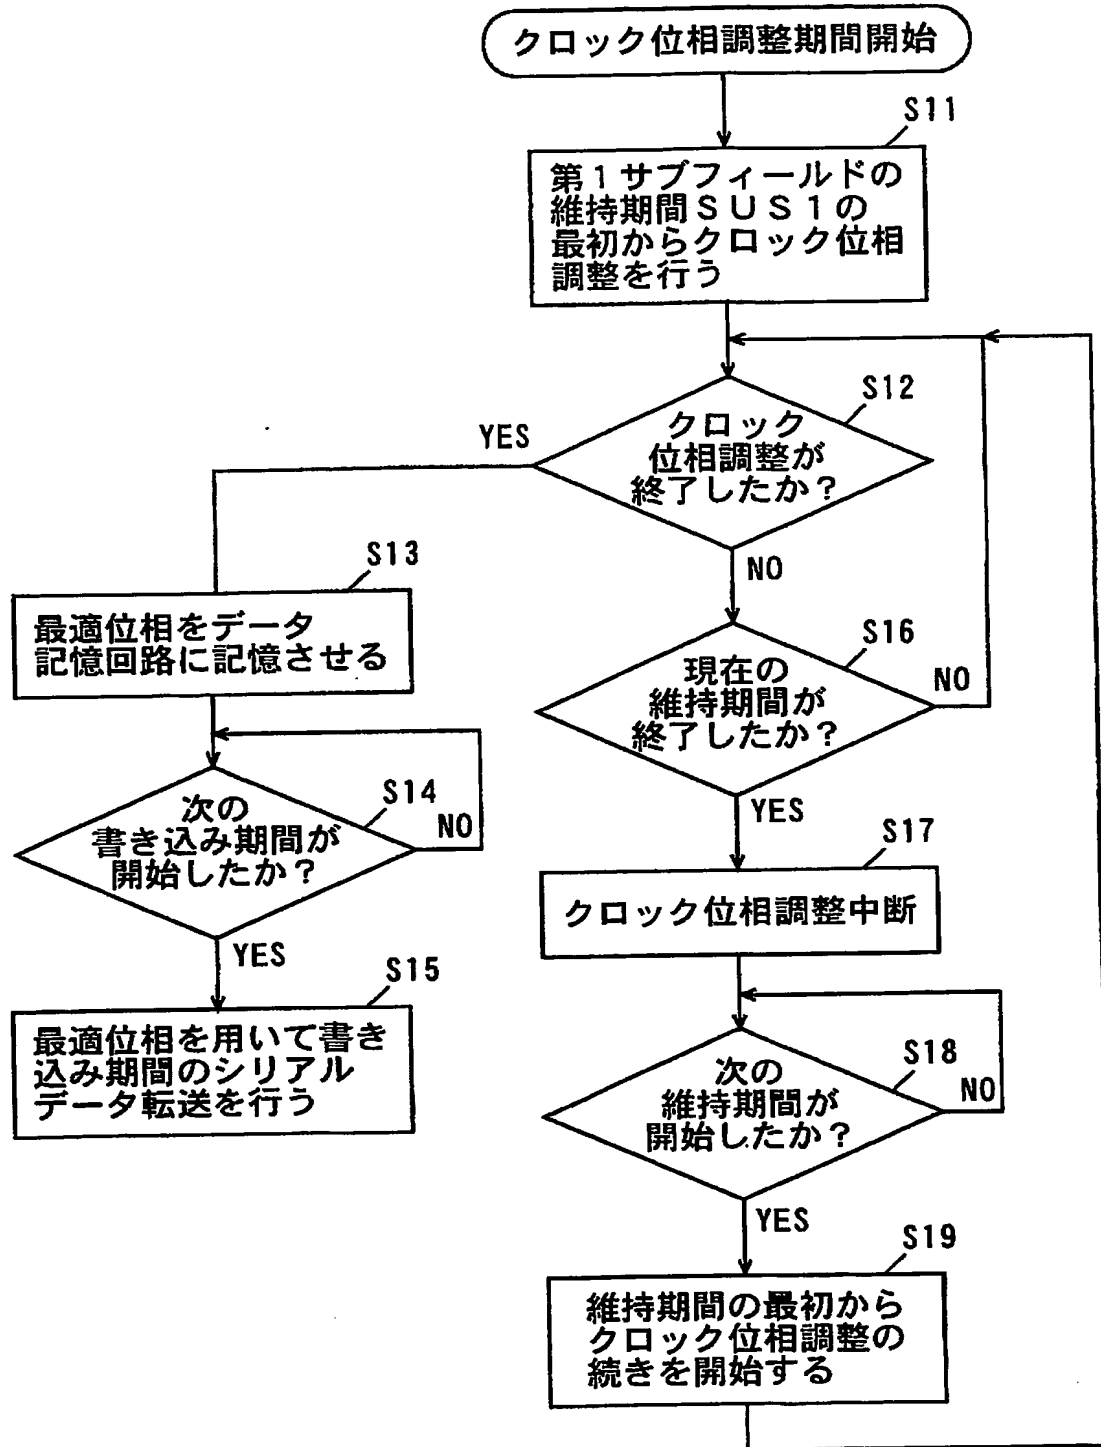 クロック位相調整期間開始
S11
第1サブフィールドの
維持期間SUS1の
最初からクロック位相
調整を行う
S12
クロック
位相調整が
終了したか?
YES
NO
S13
最適位相をデータ
記憶回路に記憶させる
S16
現在の
維持期間が
終了したか?
NO
YES
S14
次の
書き込み期間が
開始したか?
NO
YES
S17
クロック位相調整中断
S15
最適位相を用いて書き
込み期間のシリアル
データ転送を行う
S18
次の
維持期間が
開始したか?
NO
YES
S19
維持期間の最初から
クロック位相調整の
続きを開始する